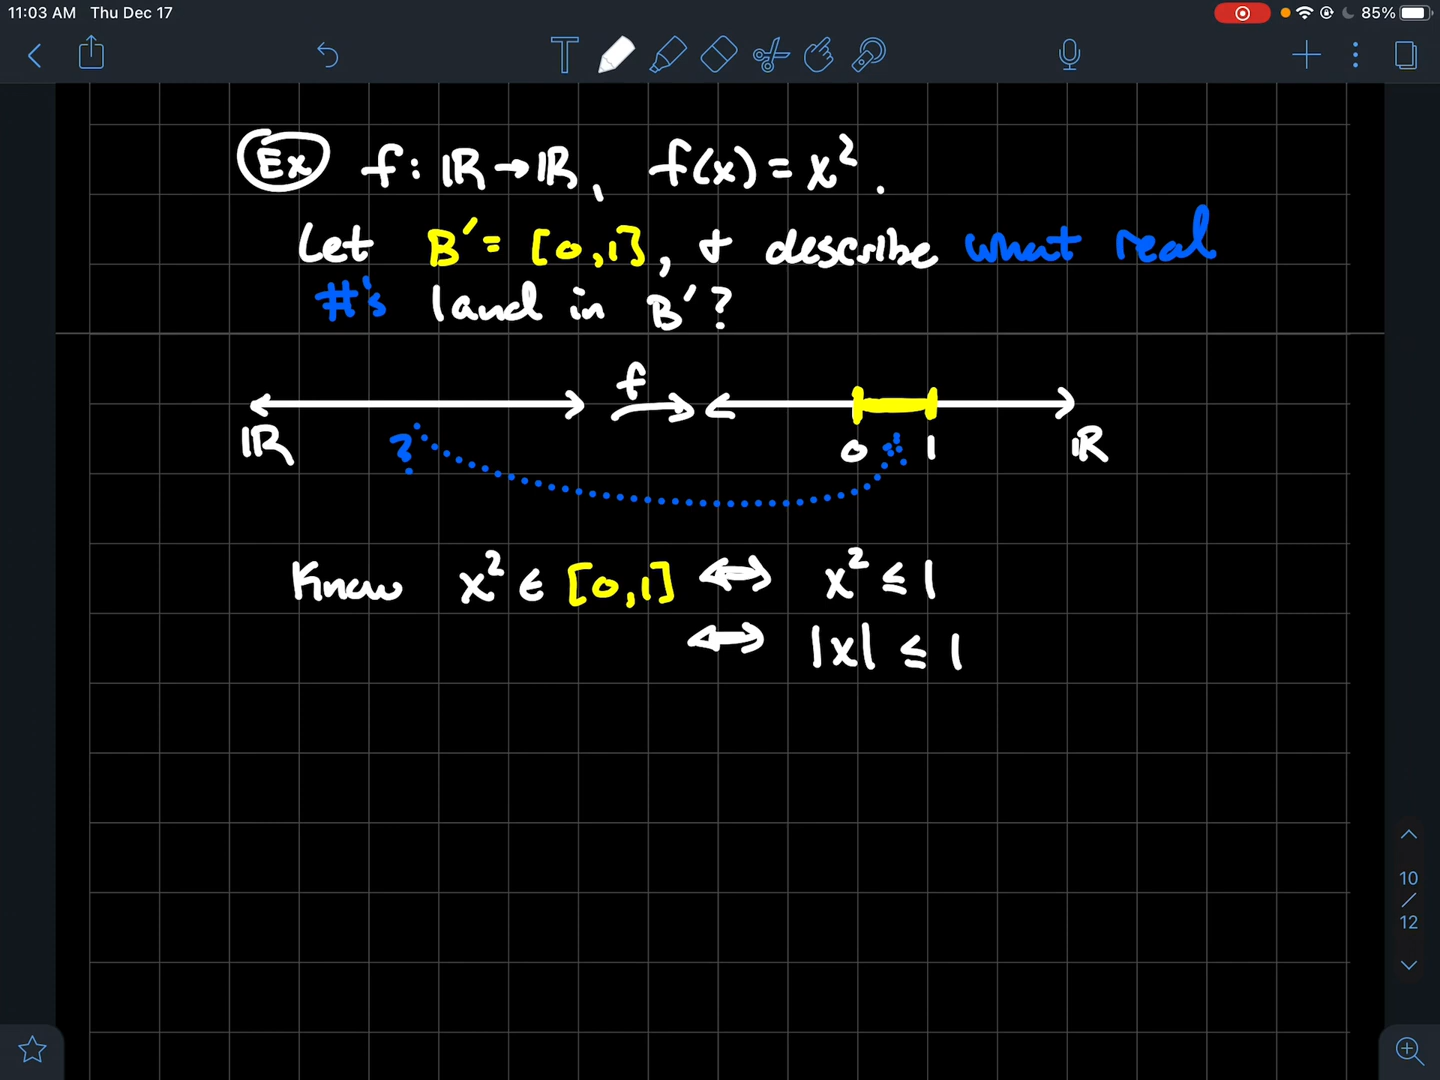 11:03 AM Thu Dec 17 85%
Ex f: ℝ→ℝ, f(x) = x².
Let B' = [0,1], & describe what real
#'s land in B'?
f
ℝ ? 0 1 ℝ
Know x² ∈ [0,1] ⟷ x² ≤ 1
⟷ |x| ≤ 1
10
/
12